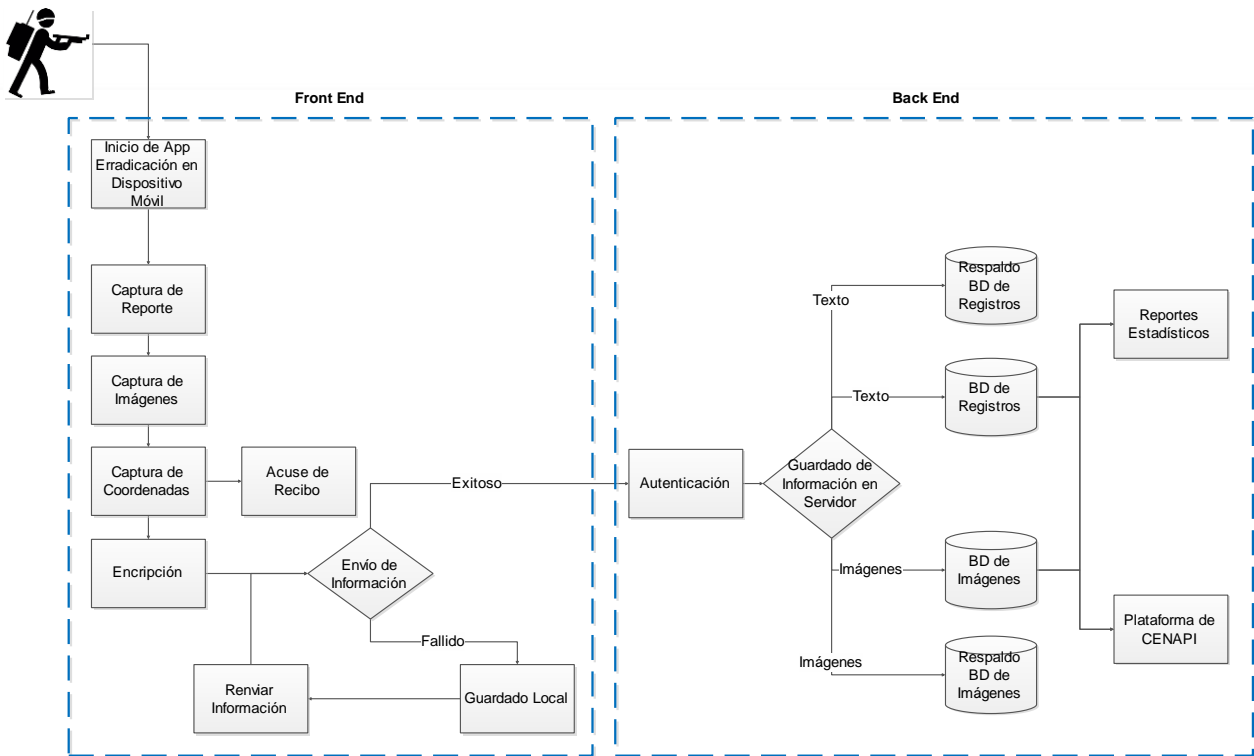 Front End
Back End
Inicio de App
Erradicación en
Dispositivo
Móvil
Captura de
Reporte
Captura de
Imágenes
Captura de
Coordenadas
Acuse de
Recibo
Encripción
Envío de
Información
Exitoso
Fallido
Guardado Local
Renviar
Información
Autenticación
Guardado de
Información en
Servidor
Texto
Respaldo
BD de
Registros
Texto
BD de
Registros
Imágenes
BD de
Imágenes
Imágenes
Respaldo
BD de
Imágenes
Reportes
Estadísticos
Plataforma de
CENAPI